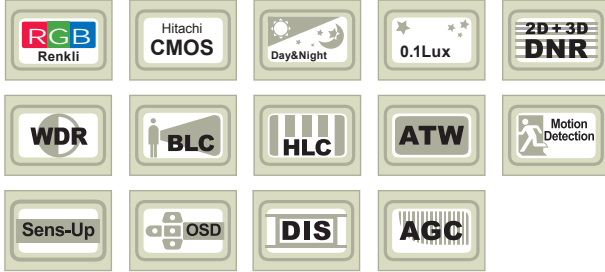 RGB
Renkli
Hitachi
CMOS
Day&Night
0.1Lux
2D + 3D
DNR
WDR
BLC
HLC
ATW
Motion
Detection
Sens-Up
OSD
DIS
AGC